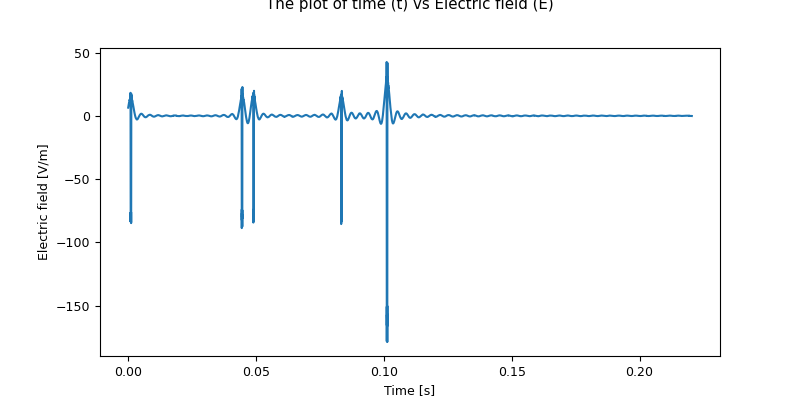 The plot of time (t) vs Electric field (E)
50
0
−50
−100
−150
Electric field [V/m]
0.00 0.05 0.10 0.15 0.20
Time [s]